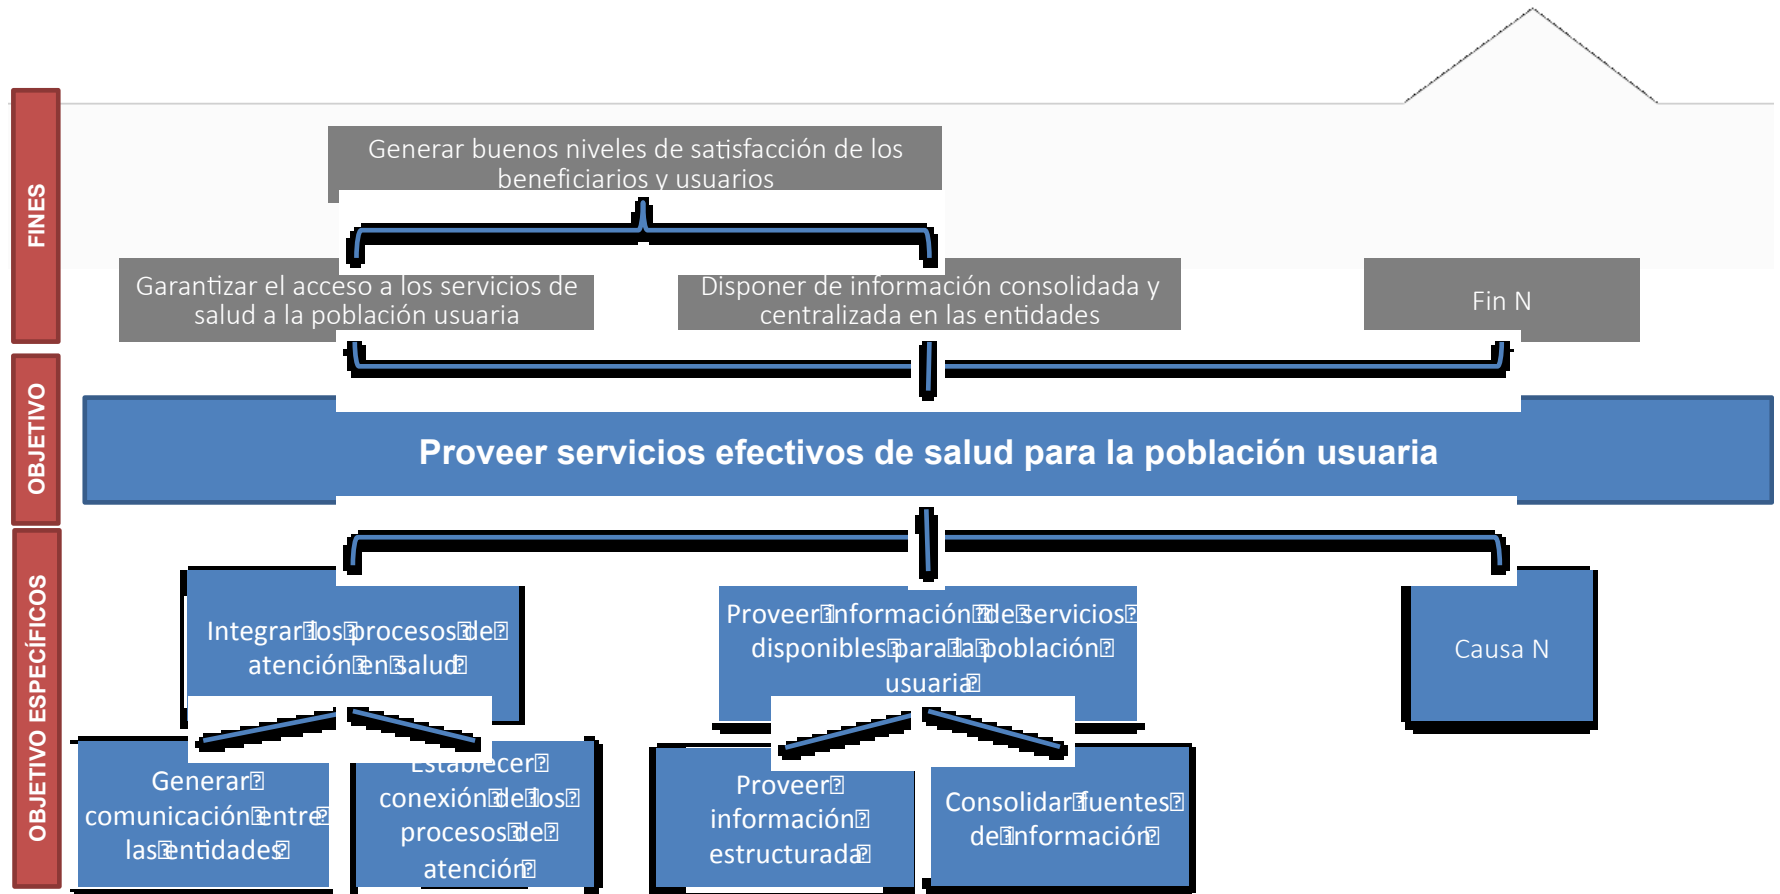 FINES
Generar buenos niveles de satisfacción de los
beneficiarios y usuarios
Garantizar el acceso a los servicios de
salud a la población usuaria
Disponer de información consolidada y
centralizada en las entidades
Fin N
OBJETIVO
Proveer servicios efectivos de salud para la población usuaria
OBJETIVO ESPECÍFICOS
Integrar los procesos de
atención en salud
Proveer información de servicios
disponibles para la población
usuaria
Causa N
Generar
comunicación entre
las entidades
Establecer
conexión de los
procesos de
atención
Proveer
información
estructurada
Consolidar fuentes
de información